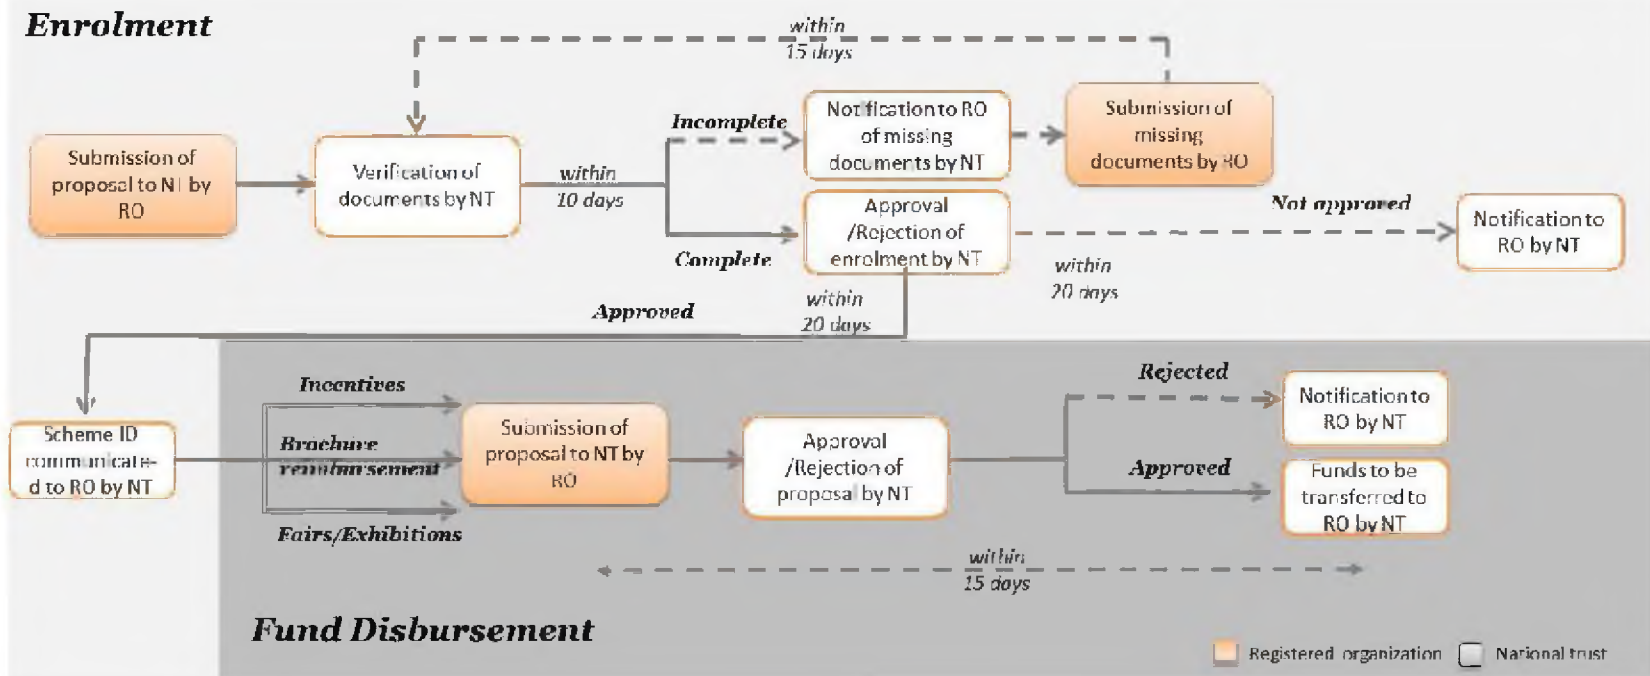 Enrolment
within
15 days
Submission of
proposal to NT by
RO
Verification of
documents by NT
within
10 days
Incomplete
Notification to RO
of missing
documents by NT
Submission of
missing
documents by RO
Complete
Approval
/Rejection of
enrolment by NT
Not approved
within
20 days
Notification to
RO by NT
Approved
within
20 days
Scheme ID
communicate-
d to RO by NT
Incentives
Brochure
reimbursement
Fairs/Exhibitions
Submission of
proposal to NT by
RO
Approval
/Rejection of
proposal by NT
Rejected
Notification to
RO by NT
Approved
Funds to be
transferred to
RO by NT
within
15 days
Fund Disbursement
Registered organization
National trust